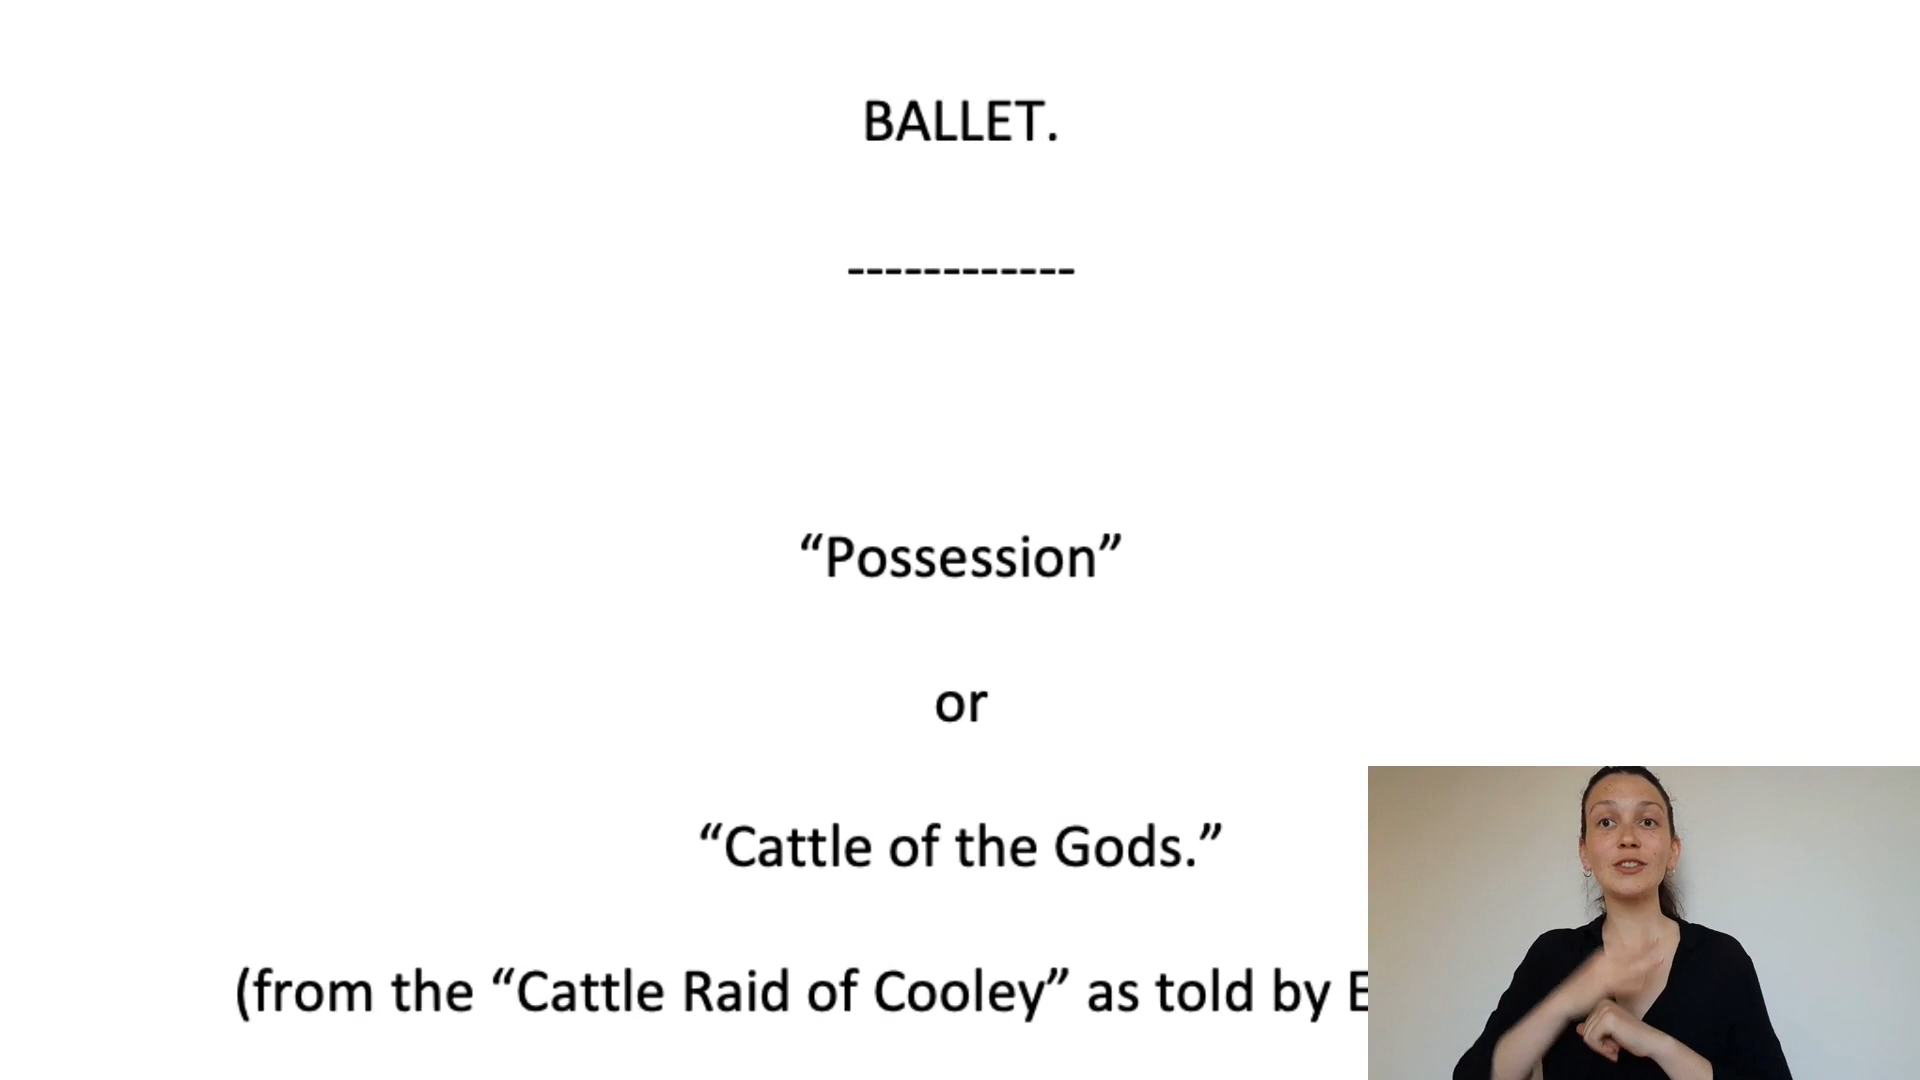 BALLET.
------------
“Possession”
or
“Cattle of the Gods.”
(from the “Cattle Raid of Cooley” as told by